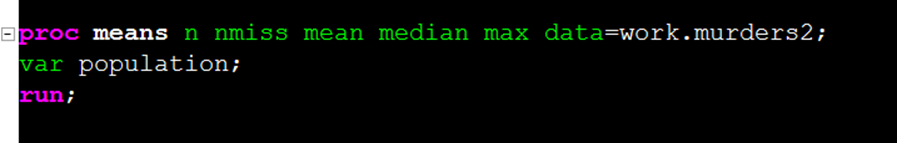 proc means n nmiss mean median max data=work.murders2;
var population;
run;